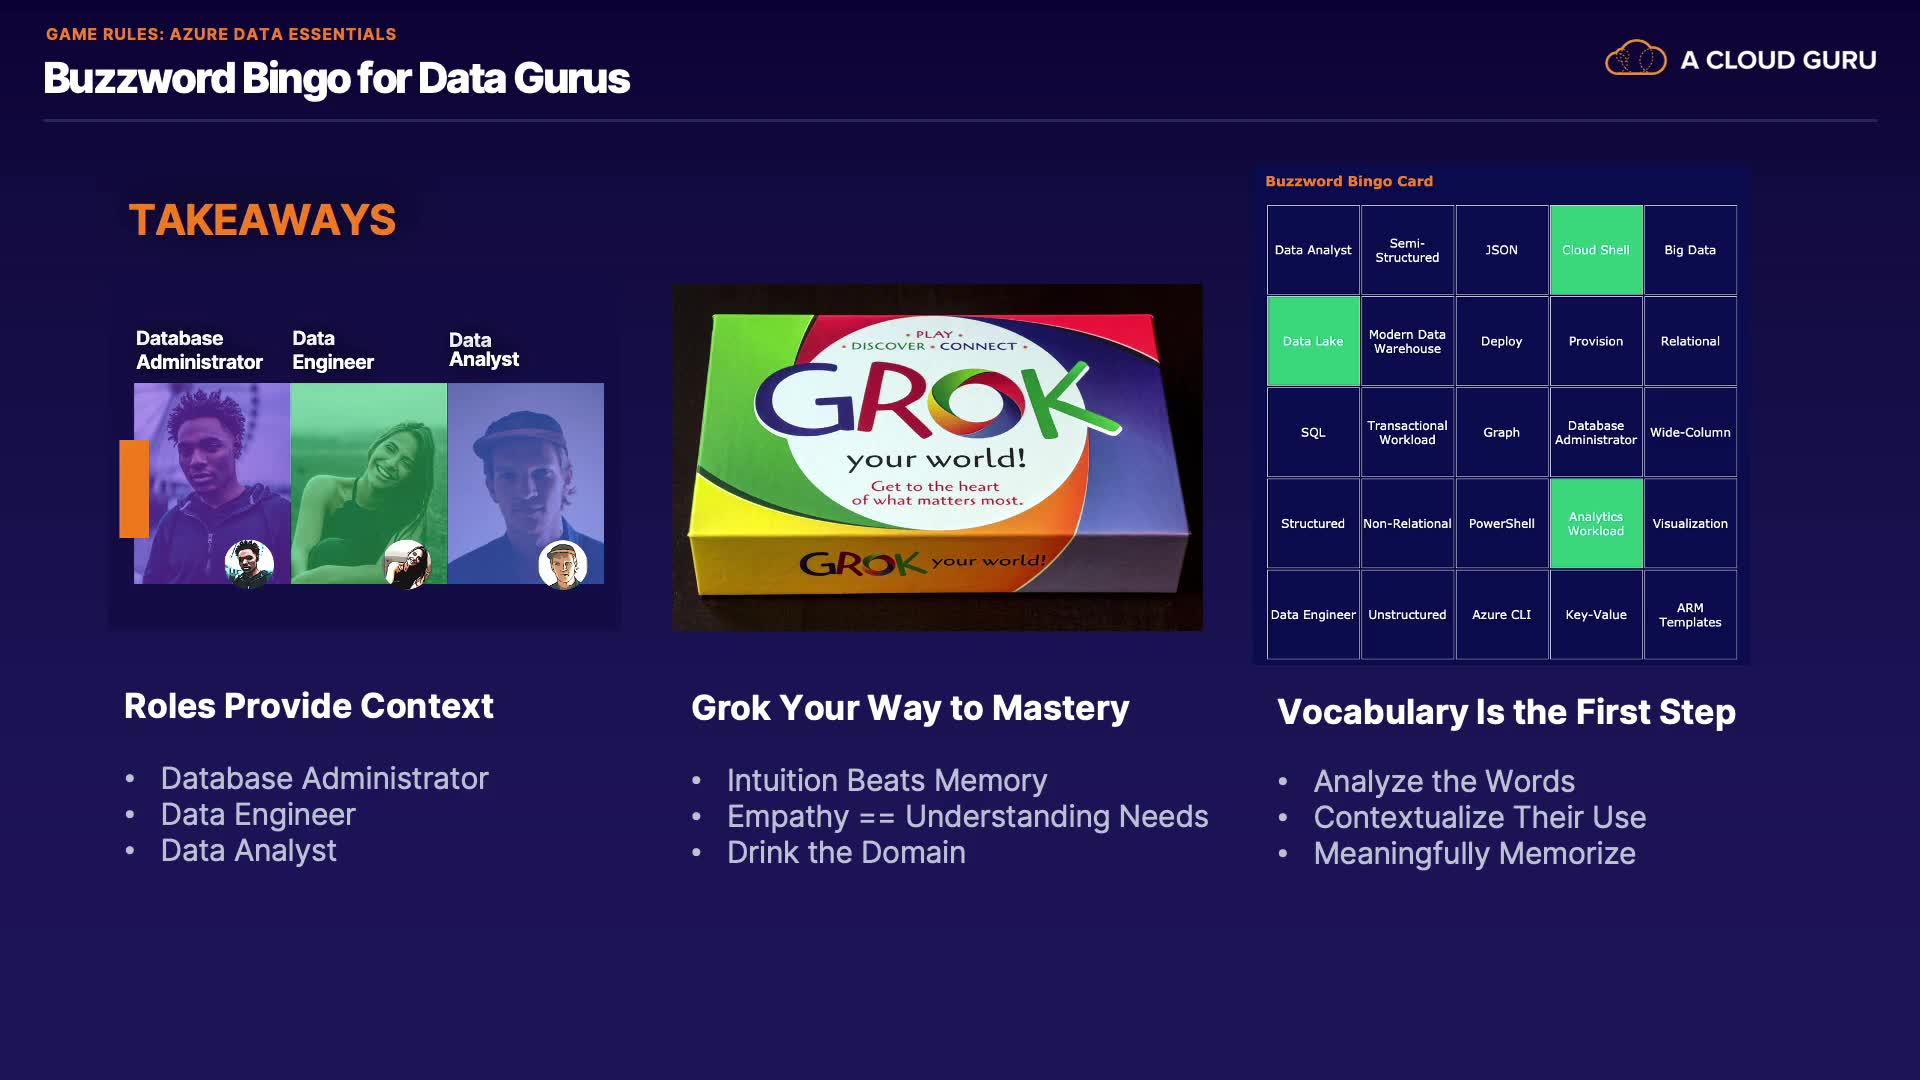 GAME RULES: AZURE DATA ESSENTIALS
Buzzword Bingo for Data Gurus
A CLOUD GURU
TAKEAWAYS
Database
Administrator
Data
Engineer
Data
Analyst
• PLAY •
• DISCOVER • CONNECT •
GROK
your world!
Get to the heart
of what matters most.
GROK your world!
Buzzword Bingo Card
Data Analyst
Semi-
Structured
JSON
Cloud Shell
Big Data
Data Lake
Modern Data
Warehouse
Deploy
Provision
Relational
SQL
Transactional
Workload
Graph
Database
Administrator
Wide-Column
Structured
Non-Relational
PowerShell
Analytics
Workload
Visualization
Data Engineer
Unstructured
Azure CLI
Key-Value
ARM
Templates
Roles Provide Context
• Database Administrator
• Data Engineer
• Data Analyst
Grok Your Way to Mastery
• Intuition Beats Memory
• Empathy == Understanding Needs
• Drink the Domain
Vocabulary Is the First Step
• Analyze the Words
• Contextualize Their Use
• Meaningfully Memorize